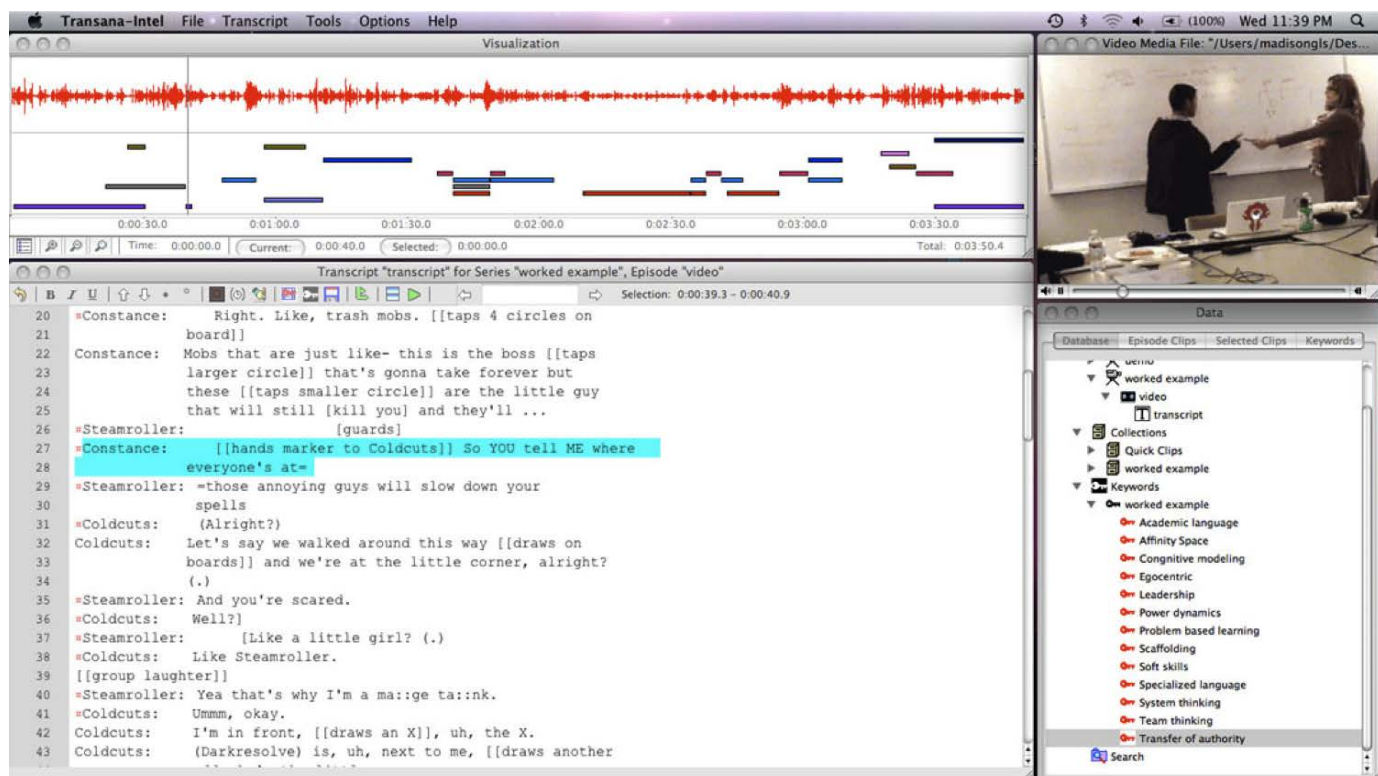 Transana-Intel File Transcript Tools Options Help (100%) Wed 11:39 PM
Visualization
0:00:30.0 0:01:00.0 0:01:30.0 0:02:00.0 0:02:30.0 0:03:00.0 0:03:30.0
Time: 0:00:00.0 Current: 0:00:40.0 Selected: 0:00:00.0 Total: 0:03:50.4
Transcript "transcript" for Series "worked example", Episode "video"
B I U Selection: 0:00:39.3 – 0:00:40.9
20 ¤Constance: Right. Like, trash mobs. [[taps 4 circles on
21 board]]
22 Constance: Mobs that are just like- this is the boss [[taps
23 larger circle]] that's gonna take forever but
24 these [[taps smaller circle]] are the little guy
25 that will still [kill you] and they'll ...
26 ¤Steamroller: [guards]
27 ¤Constance: [[hands marker to Coldcuts]] So YOU tell ME where
28 everyone's at=
29 ¤Steamroller: =those annoying guys will slow down your
30 spells
31 ¤Coldcuts: (Alright?)
32 Coldcuts: Let's say we walked around this way [[draws on
33 boards]] and we're at the little corner, alright?
34 (.)
35 ¤Steamroller: And you're scared.
36 ¤Coldcuts: Well?]
37 ¤Steamroller: [Like a little girl? (.)
38 ¤Coldcuts: Like Steamroller.
39 [[group laughter]]
40 ¤Steamroller: Yea that's why I'm a ma::ge ta::nk.
41 ¤Coldcuts: Ummm, okay.
42 Coldcuts: I'm in front, [[draws an X]], uh, the X.
43 Coldcuts: (Darkresolve) is, uh, next to me, [[draws another
Video Media File: "/Users/madisongls/Des...
Data
Database Episode Clips Selected Clips Keywords
demo
worked example
video
transcript
Collections
Quick Clips
worked example
Keywords
worked example
Academic language
Affinity Space
Congnitive modeling
Egocentric
Leadership
Power dynamics
Problem based learning
Scaffolding
Soft skills
Specialized language
System thinking
Team thinking
Transfer of authority
Search